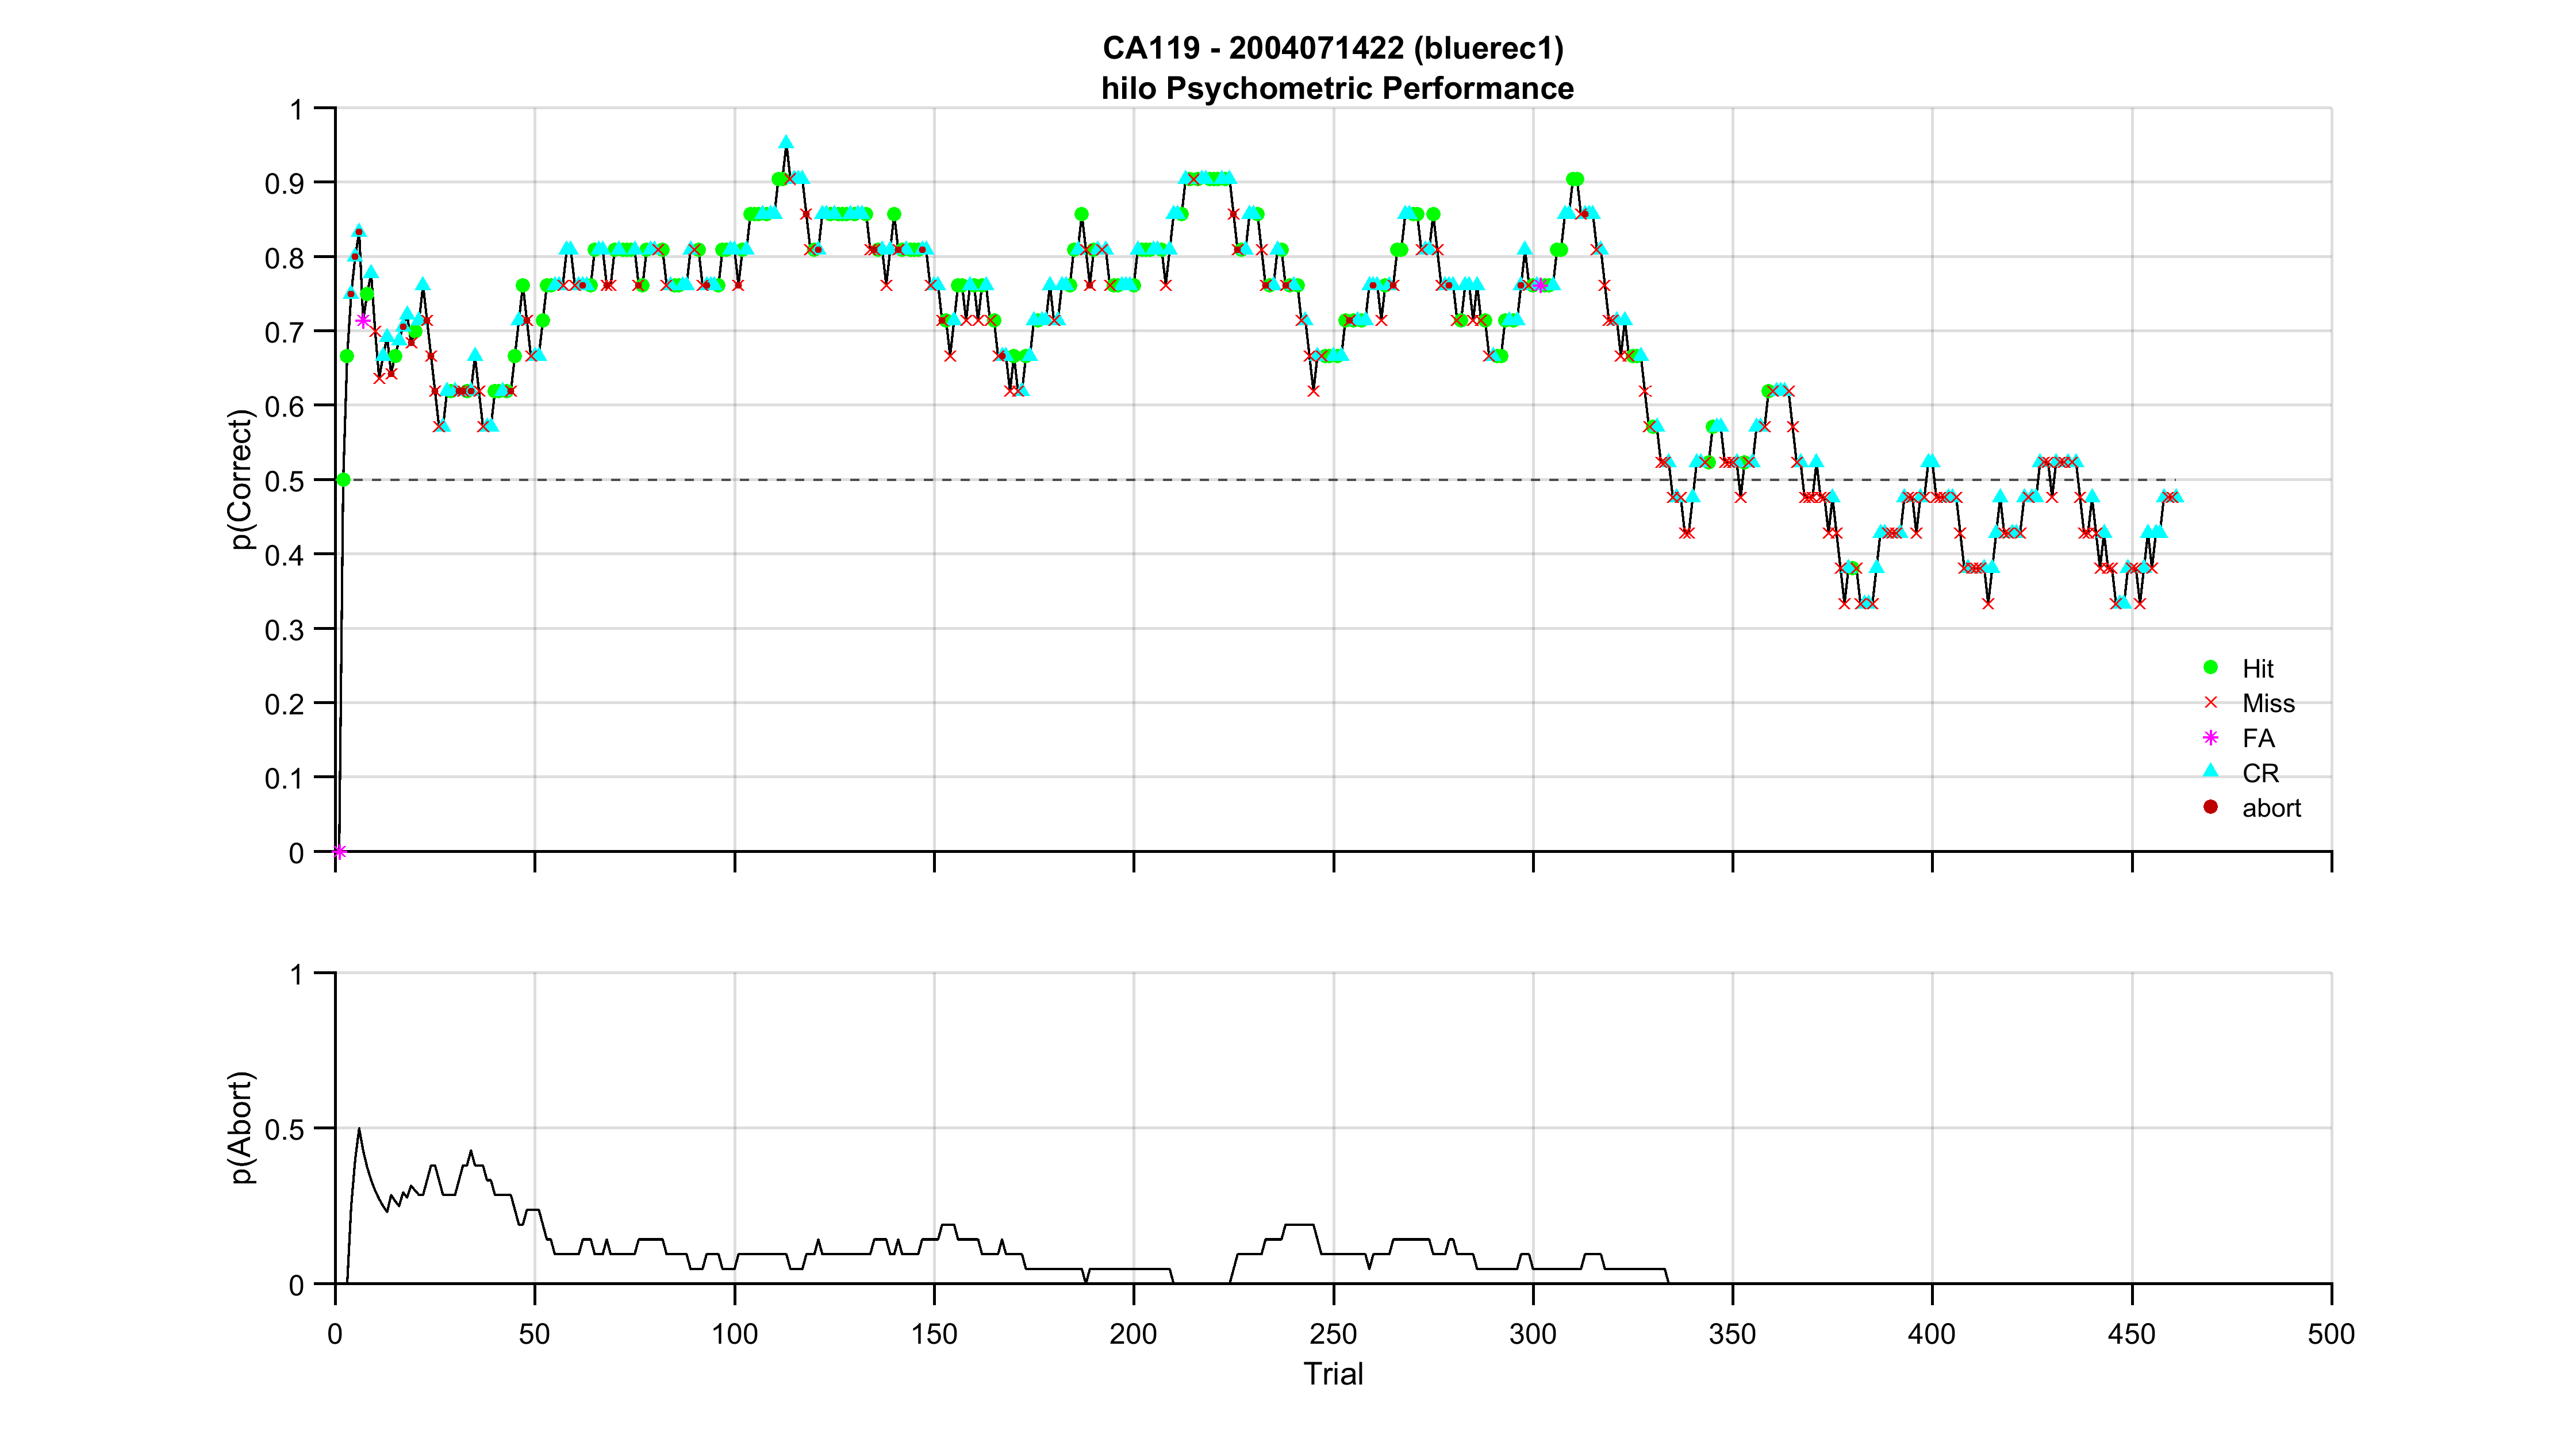 CA119 - 2004071422 (bluerec1)
hilo Psychometric Performance
p(Correct)
1
0.9
0.8
0.7
0.6
0.5
0.4
0.3
0.2
0.1
0
Hit
Miss
FA
CR
abort
p(Abort)
1
0.5
0
0 50 100 150 200 250 300 350 400 450 500
Trial